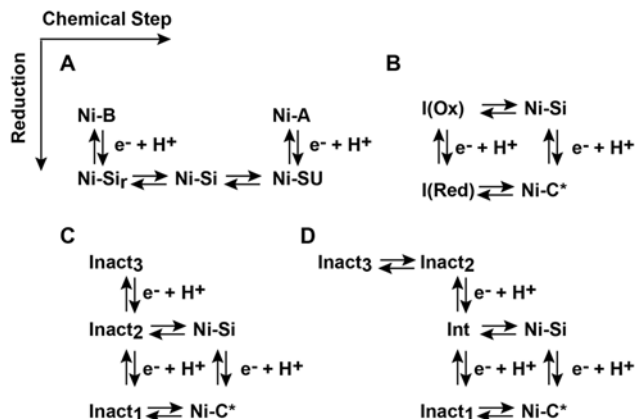 Chemical Step
Reduction
A
Ni-B
Ni-A
e- + H+
e- + H+
Ni-Sir
Ni-Si
Ni-SU
B
I(Ox)
Ni-Si
e- + H+
e- + H+
I(Red)
Ni-C*
C
Inact3
e- + H+
Inact2
Ni-Si
e- + H+
e- + H+
Inact1
Ni-C*
D
Inact3
Inact2
e- + H+
Int
Ni-Si
e- + H+
e- + H+
Inact1
Ni-C*